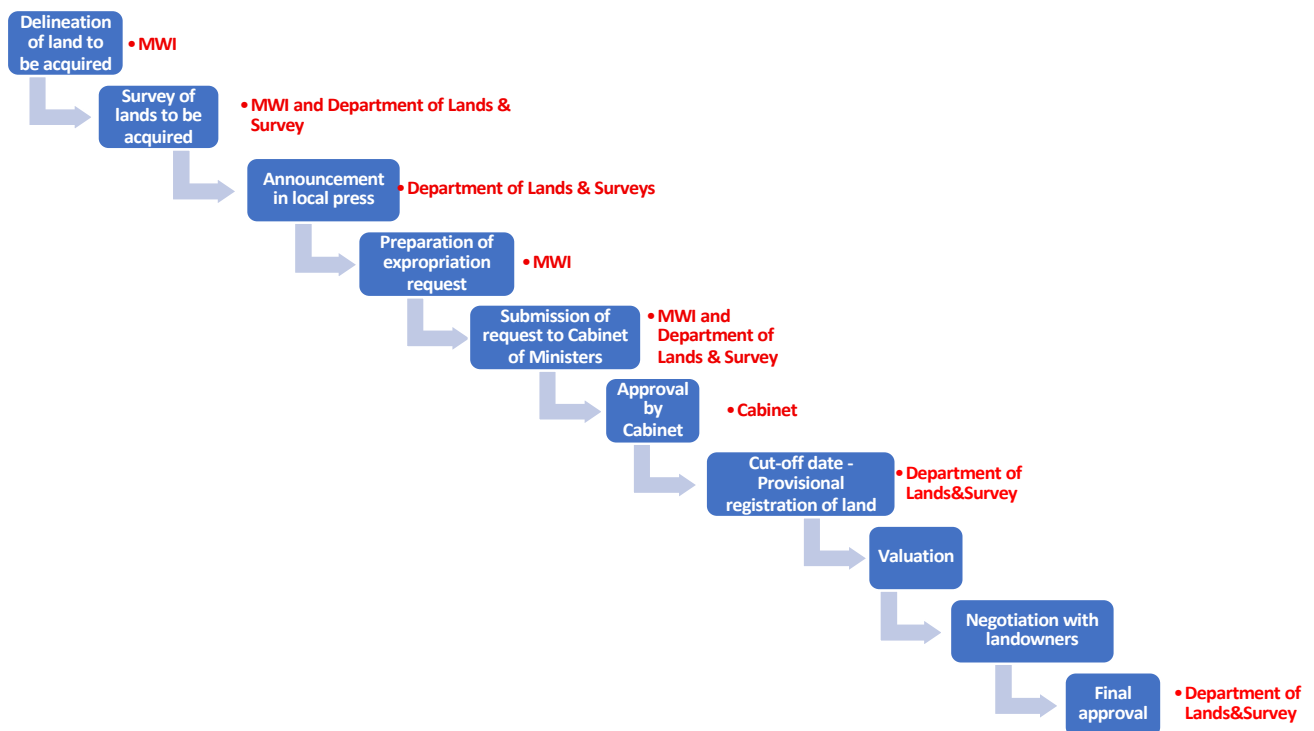 Delineation
of land to
be acquired
• MWI
Survey of
lands to be
acquired
• MWI and Department of Lands &
Survey
Announcement
in local press
• Department of Lands & Surveys
Preparation of
expropriation
request
• MWI
Submission of
request to Cabinet
of Ministers
• MWI and
Department of
Lands & Survey
Approval
by
Cabinet
• Cabinet
Cut-off date -
Provisional
registration of land
• Department of
Lands&Survey
Valuation
Negotiation with
landowners
Final
approval
• Department of
Lands&Survey